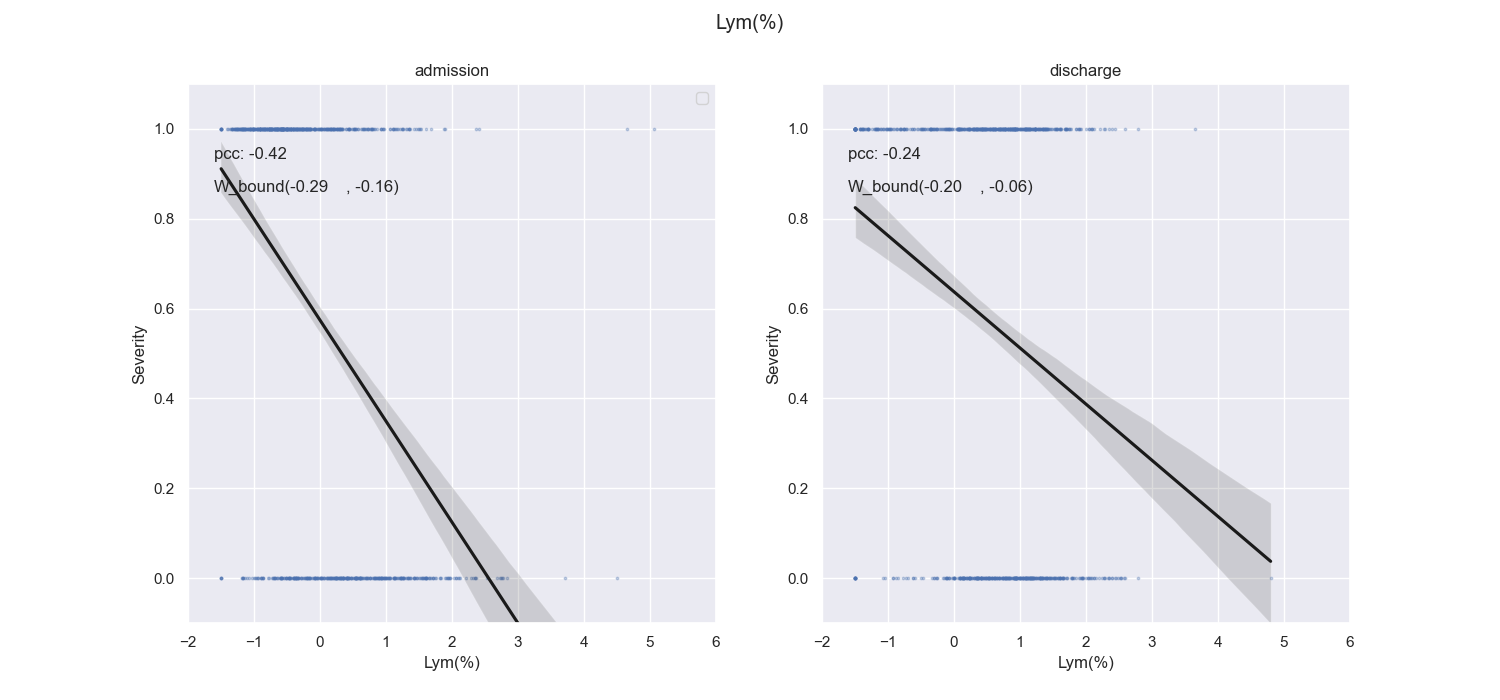 Lym(%)
admission
1.0
0.8
0.6
0.4
0.2
0.0
Severity
pcc: -0.42
W_bound(-0.29    , -0.16)
−2 −1 0 1 2 3 4 5 6
Lym(%)
discharge
1.0
0.8
0.6
0.4
0.2
0.0
Severity
pcc: -0.24
W_bound(-0.20    , -0.06)
−2 −1 0 1 2 3 4 5 6
Lym(%)